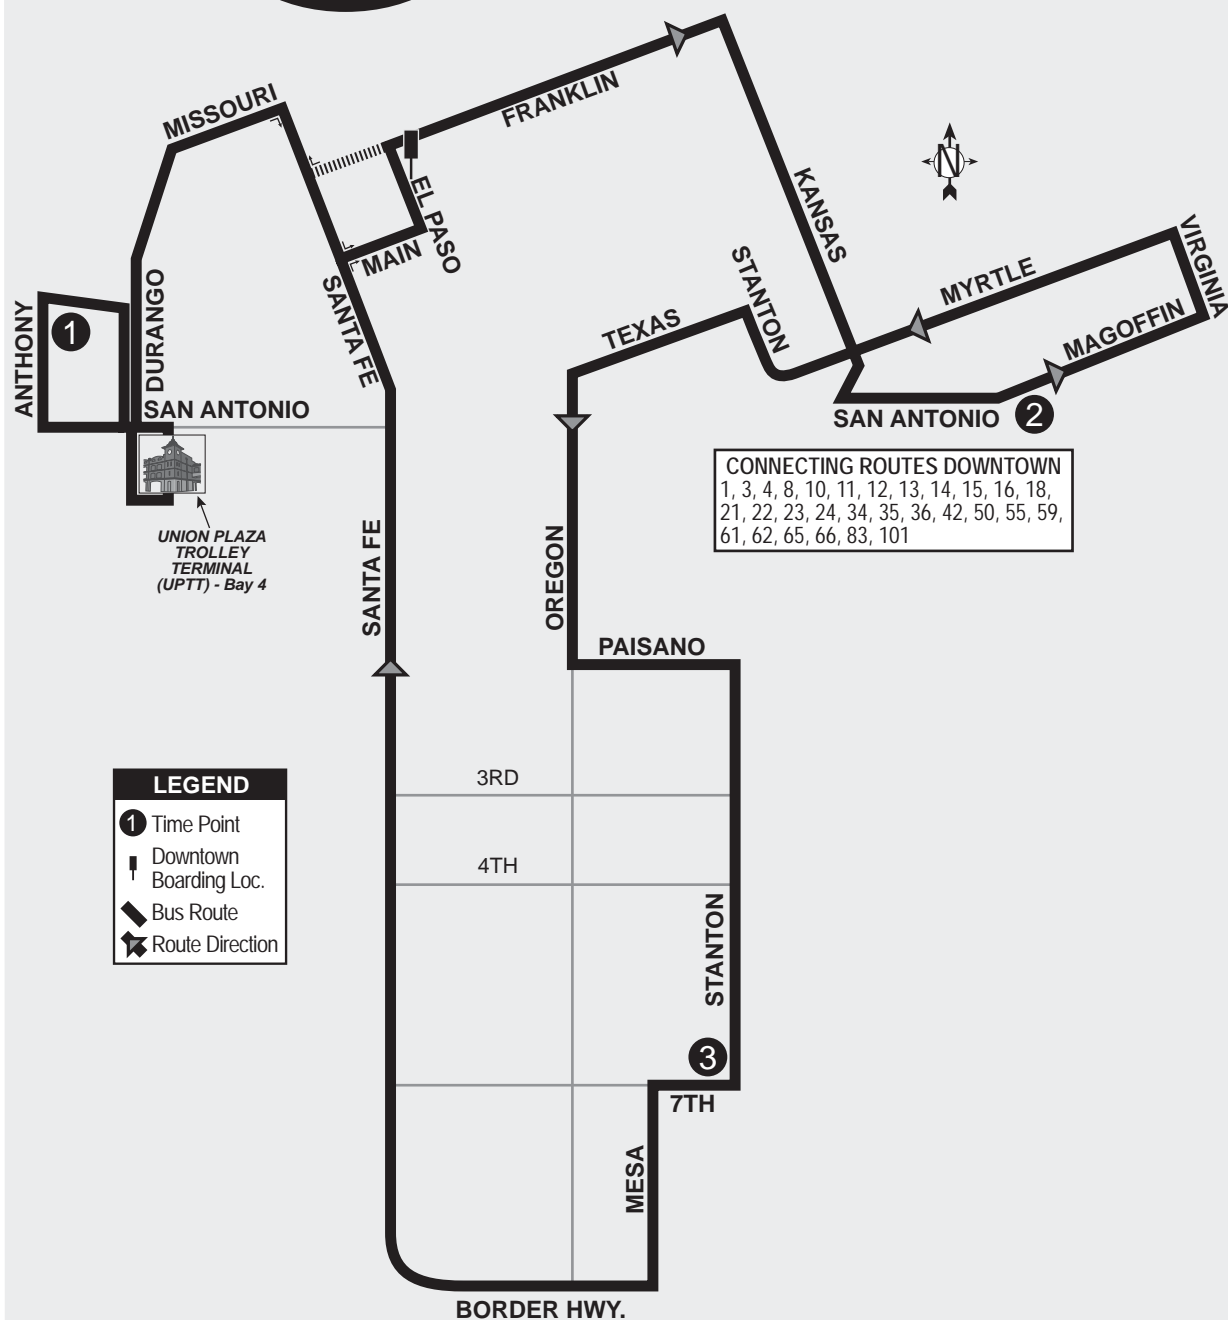 MISSOURI
FRANKLIN
N
EL PASO
KANSAS
MAIN
VIRGINIA
STANTON
MYRTLE
SANTA FE
DURANGO
ANTHONY
1
TEXAS
MAGOFFIN
SAN ANTONIO
SAN ANTONIO
2
CONNECTING ROUTES DOWNTOWN
1, 3, 4, 8, 10, 11, 12, 13, 14, 15, 16, 18,
21, 22, 23, 24, 34, 35, 36, 42, 50, 55, 59,
61, 62, 65, 66, 83, 101
UNION PLAZA
TROLLEY
TERMINAL
(UPTT) - Bay 4
SANTA FE
OREGON
PAISANO
LEGEND
1 Time Point
Downtown
Boarding Loc.
Bus Route
Route Direction
3RD
4TH
STANTON
3
7TH
MESA
BORDER HWY.